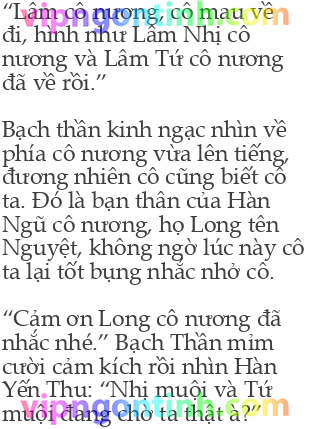 “Lâm cô nương, cô mau về
đi, hình như Lâm Nhị cô
nương và Lâm Tứ cô nương
đã về rồi.”
Bạch thần kinh ngạc nhìn về
phía cô nương vừa lên tiếng,
đương nhiên cô cũng biết cô
ta. Đó là bạn thân của Hàn
Ngũ cô nương, họ Long tên
Nguyệt, không ngờ lúc này cô
ta lại tốt bụng nhắc nhở cô.
“Cảm ơn Long cô nương đã
nhắc nhé.” Bạch Thần mỉm
cười cảm kích rồi nhìn Hàn
Yến Thu: “Nhị muội và Tứ
muội đang chờ ta thật à?”
vipngontinh.com
vipngontinh.com